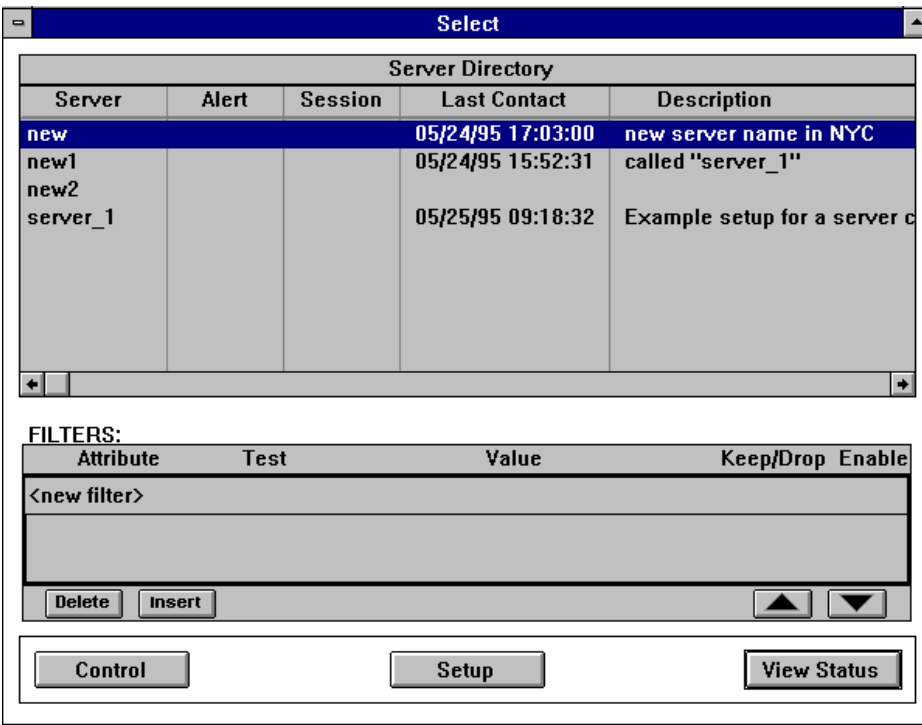 Select
Server Directory
Server Alert Session Last Contact Description
new 05/24/95 17:03:00 new server name in NYC
new1 05/24/95 15:52:31 called "server_1"
new2
server_1 05/25/95 09:18:32 Example setup for a server c
FILTERS:
Attribute Test Value Keep/Drop Enable
<new filter>
Delete Insert
Control Setup View Status